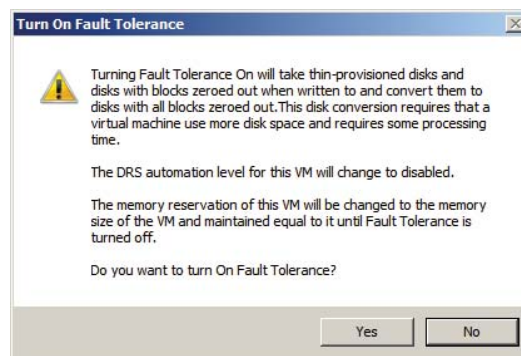 Turn On Fault Tolerance
Turning Fault Tolerance On will take thin-provisioned disks and
disks with blocks zeroed out when written to and convert them to
disks with all blocks zeroed out.This disk conversion requires that a
virtual machine use more disk space and requires some processing
time.
The DRS automation level for this VM will change to disabled.
The memory reservation of this VM will be changed to the memory
size of the VM and maintained equal to it until Fault Tolerance is
turned off.
Do you want to turn On Fault Tolerance?
Yes No